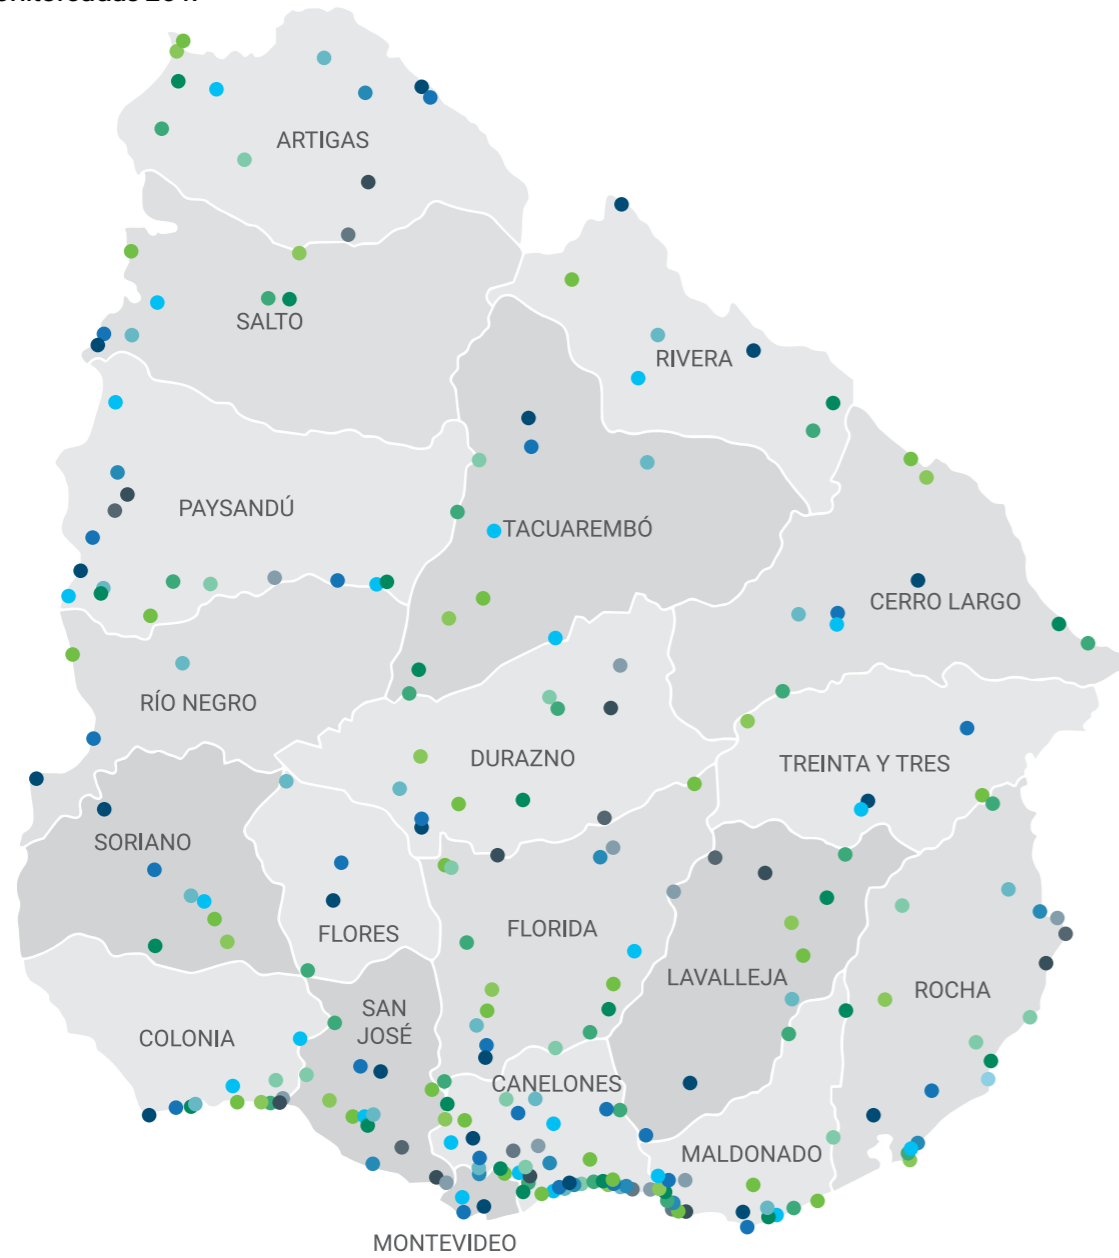 ARTIGAS
SALTO
RIVERA
PAYSANDÚ
TACUAREMBÓ
CERRO LARGO
RÍO NEGRO
DURAZNO
TREINTA Y TRES
SORIANO
FLORES
FLORIDA
LAVALLEJA
ROCHA
SAN
JOSÉ
COLONIA
CANELONES
MALDONADO
MONTEVIDEO